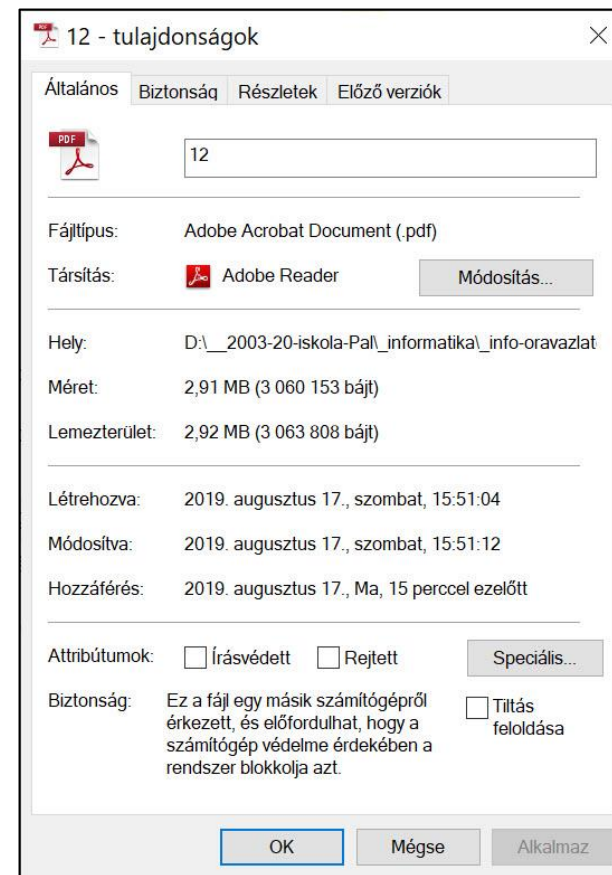 12 - tulajdonságok
Általános Biztonság Részletek Előző verziók
PDF
12
Fájltípus: Adobe Acrobat Document (.pdf)
Társítás: Adobe Reader Módosítás...
Hely: D:\__2003-20-iskola-Pal\_informatika\_info-oravazlat
Méret: 2,91 MB (3 060 153 bájt)
Lemezterület: 2,92 MB (3 063 808 bájt)
Létrehozva: 2019. augusztus 17., szombat, 15:51:04
Módosítva: 2019. augusztus 17., szombat, 15:51:12
Hozzáférés: 2019. augusztus 17., Ma, 15 perccel ezelőtt
Attribútumok: Írásvédett Rejtett Speciális...
Biztonság: Ez a fájl egy másik számítógépről
érkezett, és előfordulhat, hogy a
számítógép védelme érdekében a
rendszer blokkolja azt.
Tiltás
feloldása
OK Mégse Alkalmaz